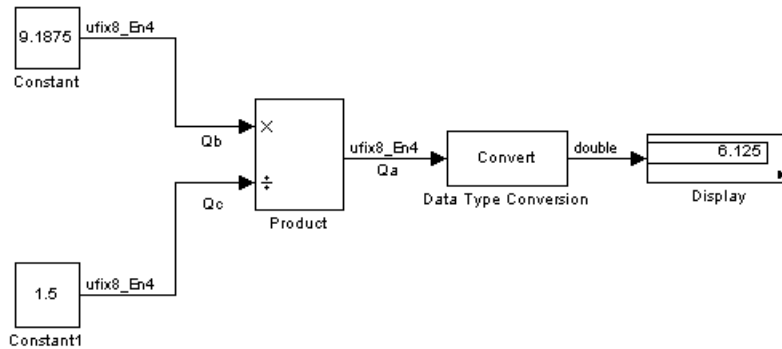 9.1875
ufix8_En4
Constant
Qb
×
÷
Qc
Product
ufix8_En4
Qa
Convert
Data Type Conversion
double
6.125
Display
1.5
ufix8_En4
Constant1